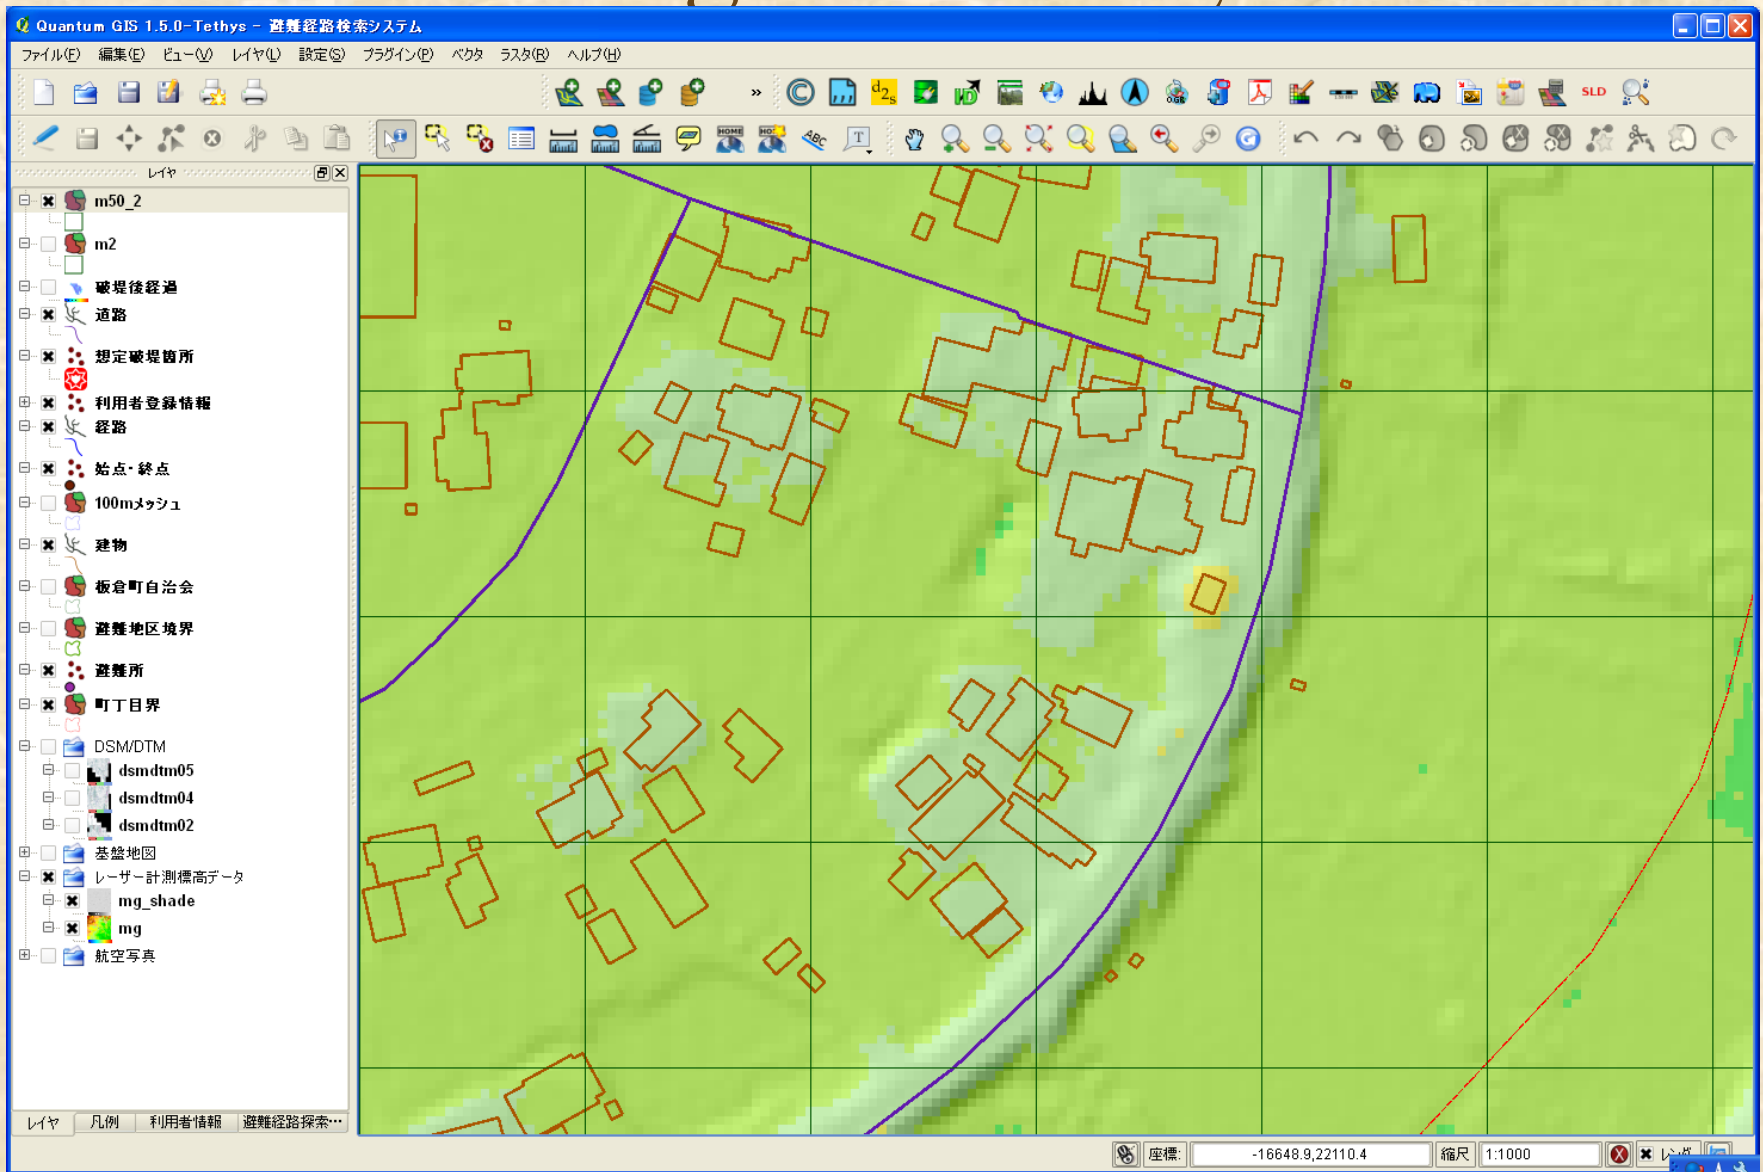 Quantum GIS 1.5.0-Tethys - 避難経路検索システム
ファイル(F) 編集(E) ビュー(V) レイヤ(L) 設定(S) プラグイン(P) ベクタ ラスタ(R) ヘルプ(H)
» d2s SLD
HOME ABC T
レイヤ
m50_2
m2
破堤後経過
道路
想定破堤箇所
利用者登録情報
経路
始点・終点
100mメッシュ
建物
板倉町自治会
避難地区境界
避難所
町丁目界
DSM/DTM
dsmdtm05
dsmdtm04
dsmdtm02
基盤地図
レーザー計測標高データ
mg_shade
mg
航空写真
レイヤ 凡例 利用者情報 避難経路探索…
座標: -16648.9,22110.4 縮尺 1:1000